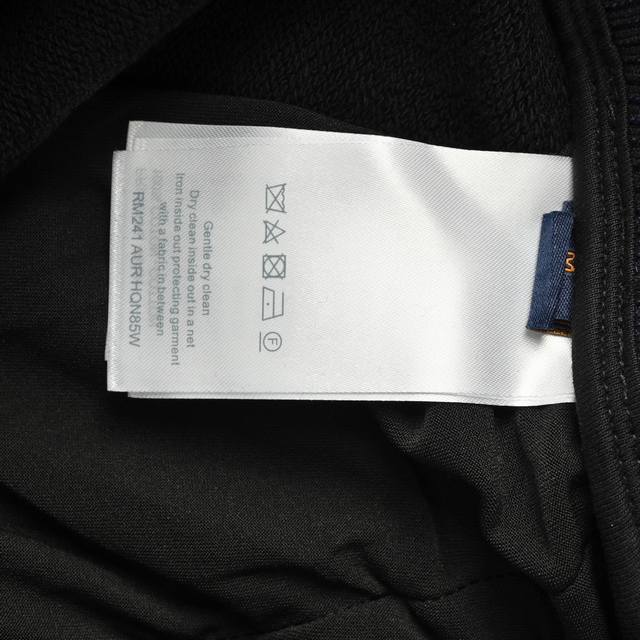 Gentle dry clean
Dry clean inside out in a net
Iron inside out protecting garment
with a fabric in between
RM241 AUR HQN85W
F
M